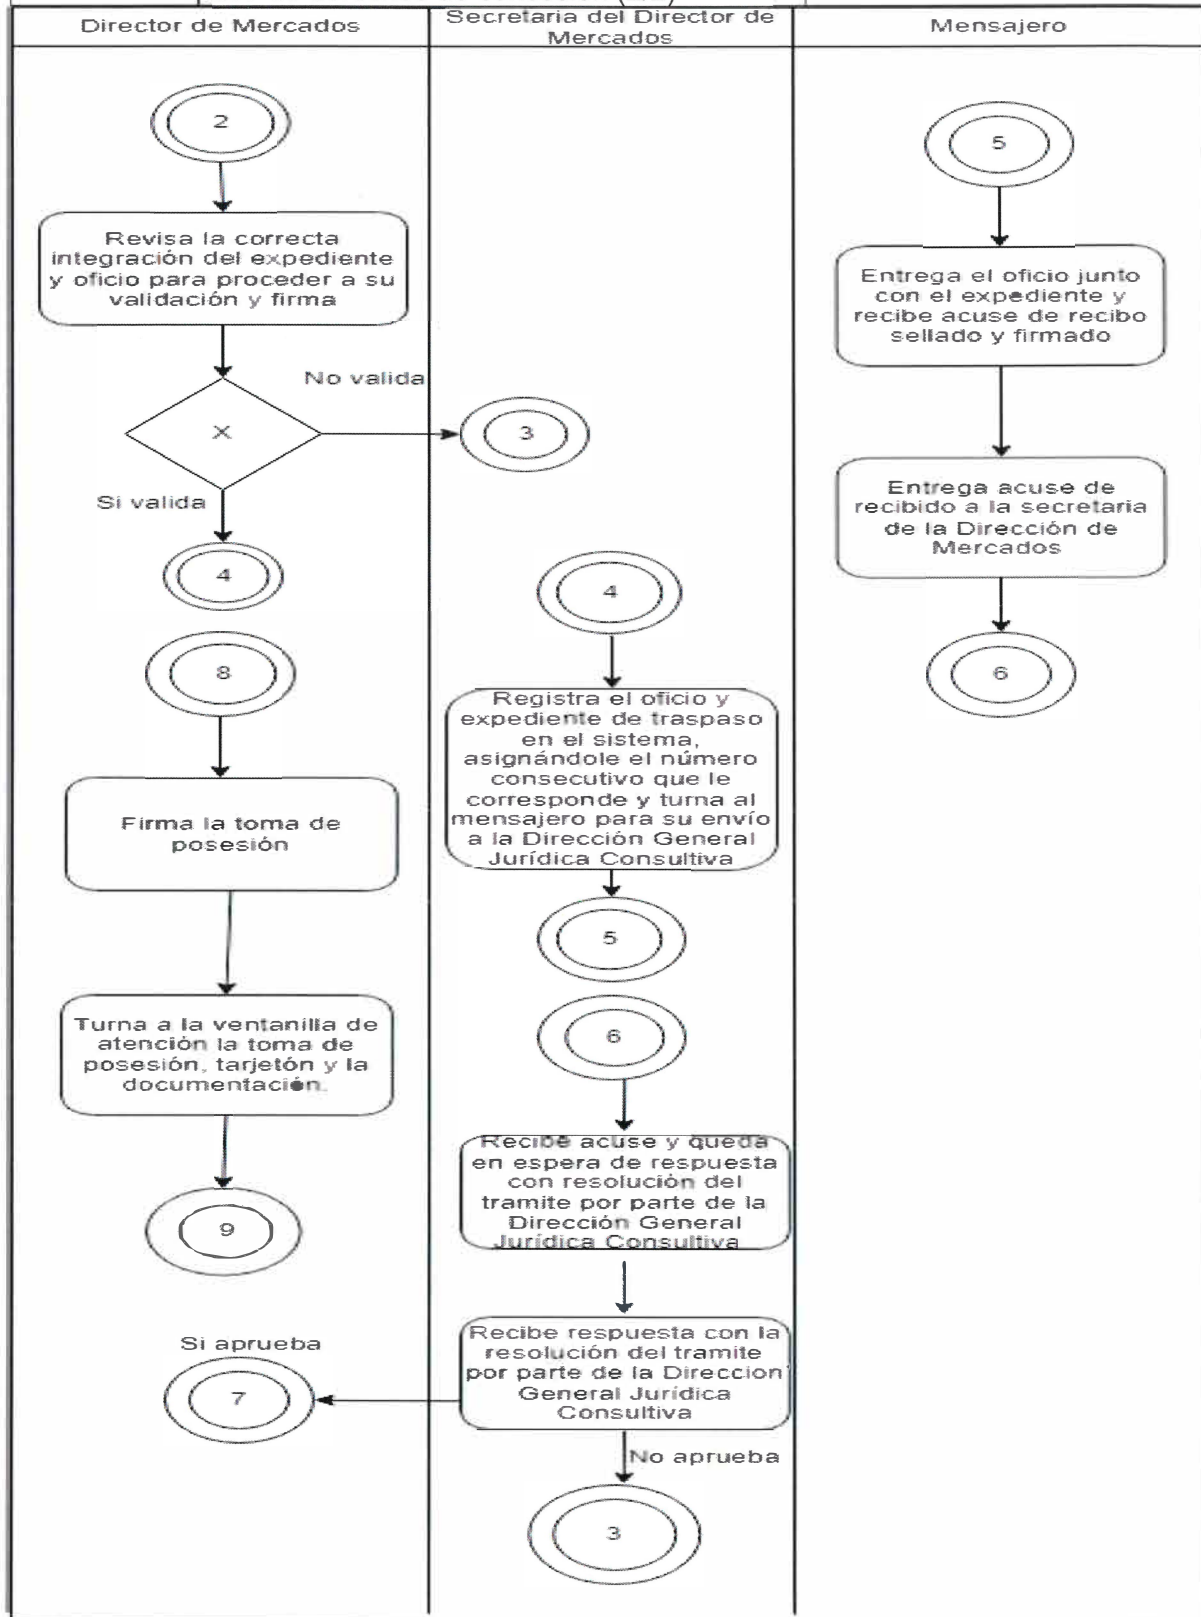 Director de Mercados
Secretaria del Director de
Mercados
Mensajero
2
Revisa la correcta
integración del expediente
y oficio para proceder a su
validación y firma
No valida
X
3
Si valida
4
8
Firma la toma de
posesión
Turna a la ventanilla de
atención la toma de
posesión, tarjetón y la
documentación.
9
Si aprueba
7
4
Registra el oficio y
expediente de traspaso
en el sistema,
asignándole el número
consecutivo que le
corresponde y turna al
mensajero para su envío
a la Dirección General
Jurídica Consultiva
5
6
Recibe acuse y queda
en espera de respuesta
con resolución del
tramite por parte de la
Dirección General
Jurídica Consultiva
Recibe respuesta con la
resolución del tramite
por parte de la Direccion
General Jurídica
Consultiva
No aprueba
3
5
Entrega el oficio junto
con el expediente y
recibe acuse de recibo
sellado y firmado
Entrega acuse de
recibido a la secretaria
de la Dirección de
Mercados
6